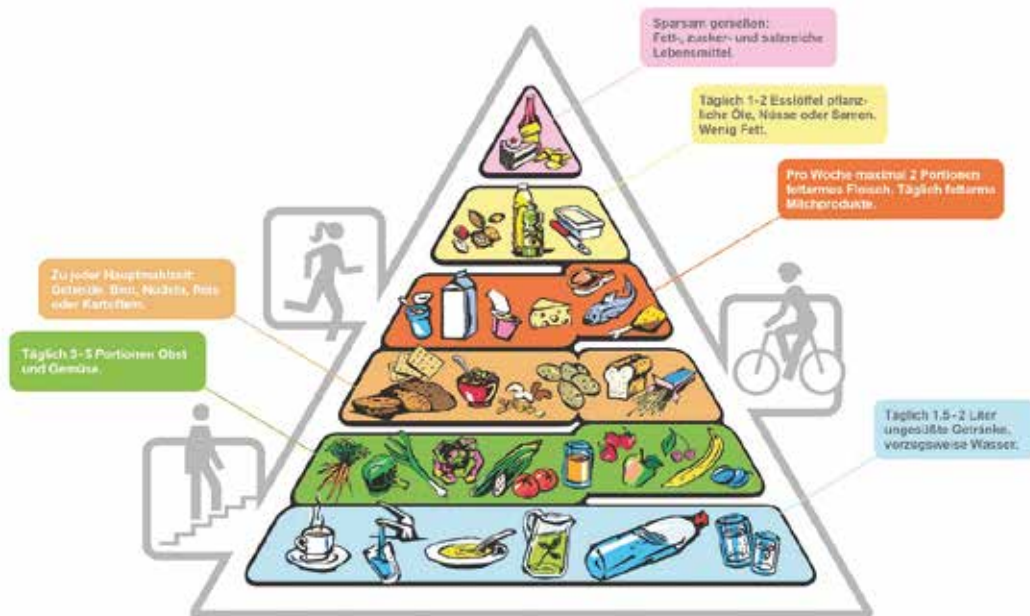 Sparsam genießen:
Fett-, zucker- und salzreiche
Lebensmittel.
Täglich 1-2 Esslöffel pflanz-
liche Öle, Nüsse oder Samen.
Wenig Fett.
Pro Woche maximal 2 Portionen
fettarmes Fleisch. Täglich fettarme
Milchprodukte.
Zu jeder Hauptmahlzeit:
Getreide, Brot, Nudeln, Reis
oder Kartoffeln.
Täglich 3-5 Portionen Obst
und Gemüse.
Täglich 1.5-2 Liter
ungesüßte Getränke,
vorzugsweise Wasser.